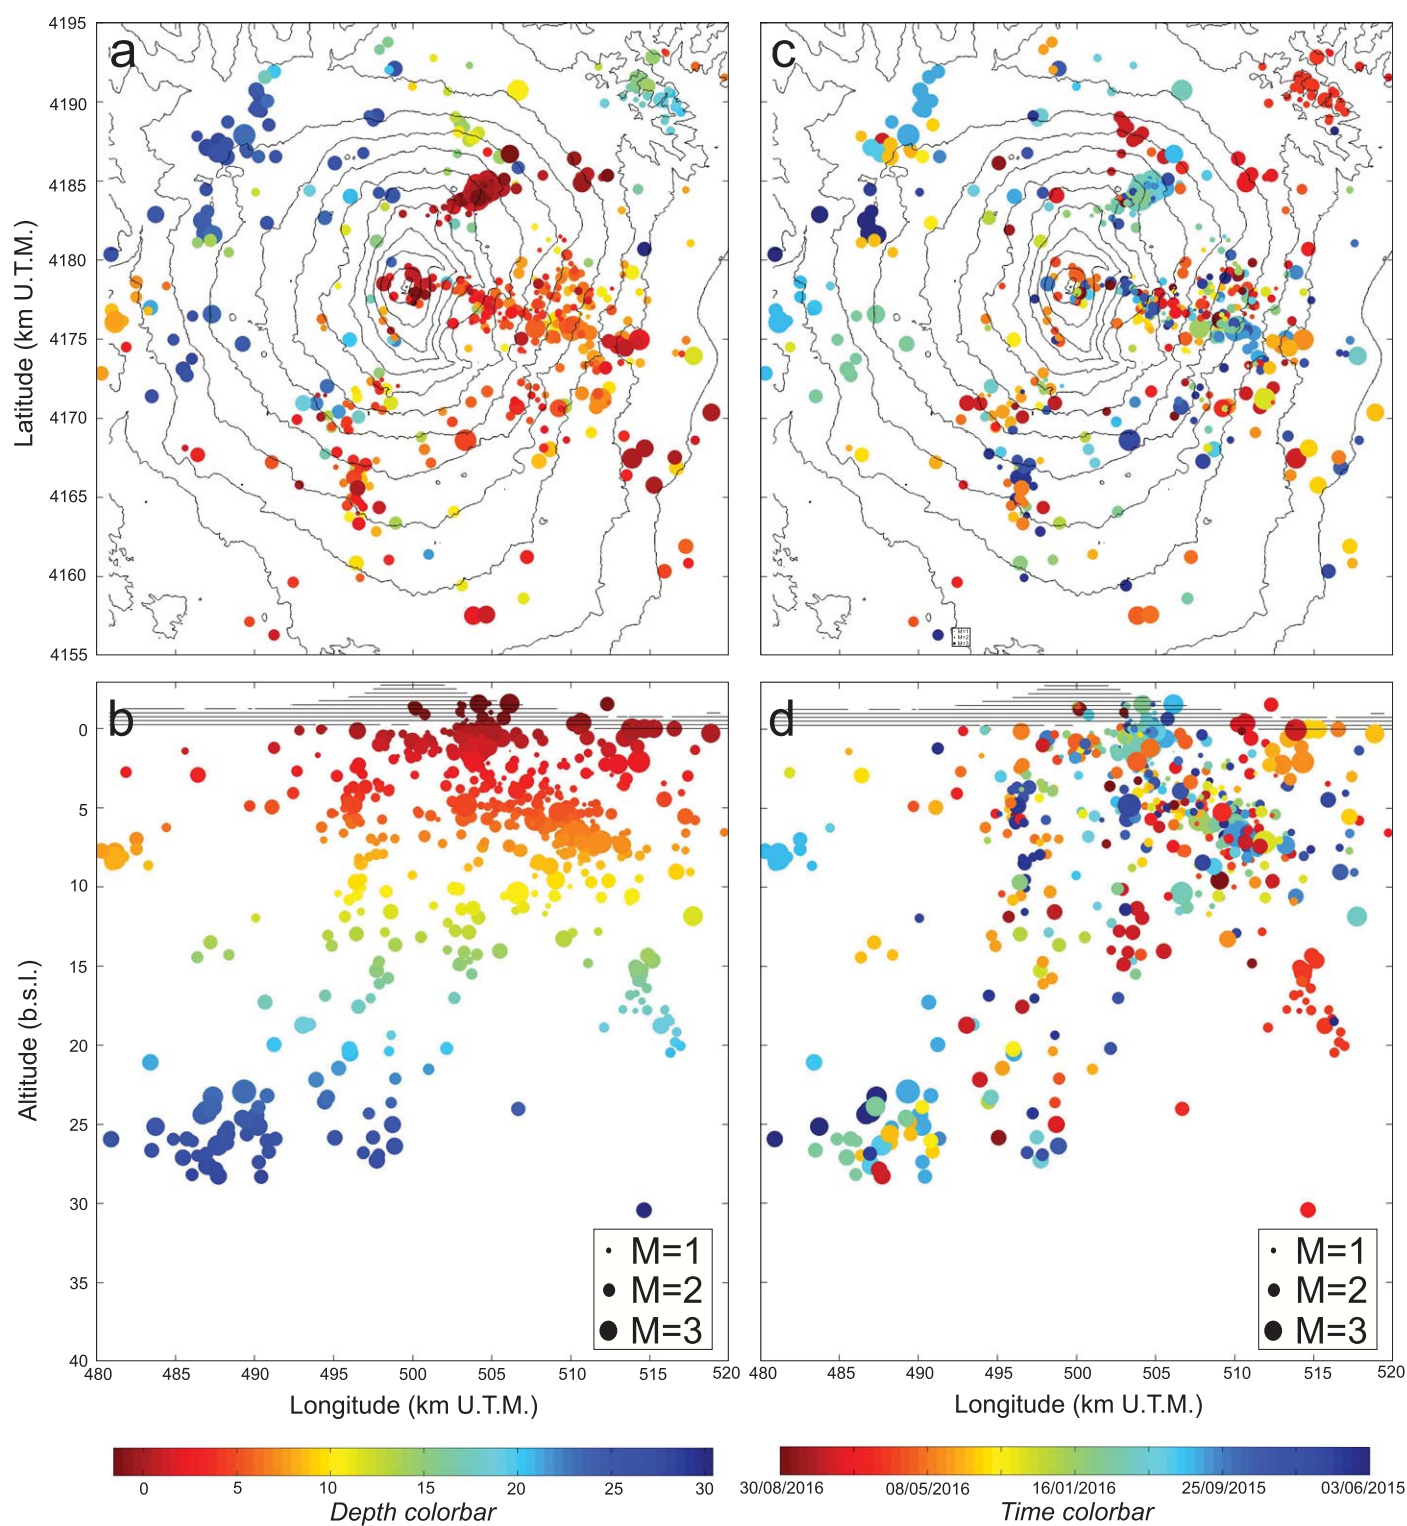 a
c
4195
4190
4185
4180
4175
4170
4165
4160
4155
Latitude (km U.T.M.)
M=1
M=2
M=3
b
d
0
5
10
15
20
25
30
35
40
Altitude (b.s.l.)
M=1
M=2
M=3
M=1
M=2
M=3
480 485 490 495 500 505 510 515 520
485 490 495 500 505 510 515 520
Longitude (km U.T.M.)
Longitude (km U.T.M.)
0 5 10 15 20 25 30
Depth colorbar
30/08/2016 08/05/2016 16/01/2016 25/09/2015 03/06/2015
Time colorbar